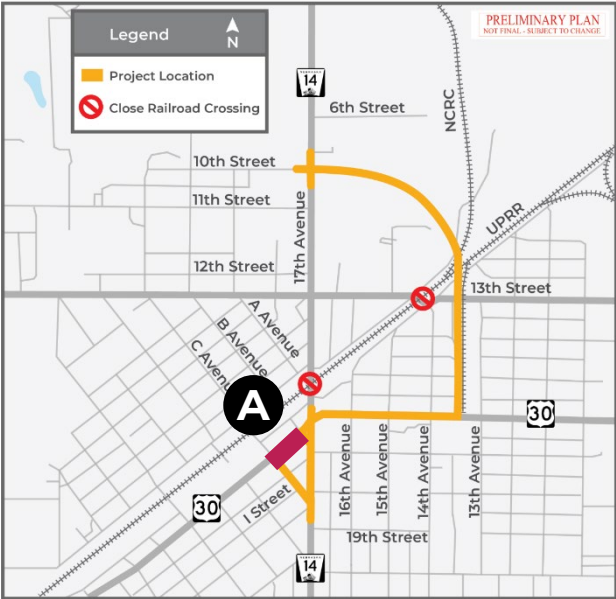 PRELIMINARY PLAN
NOT FINAL - SUBJECT TO CHANGE
Legend
N
Project Location
Close Railroad Crossing
14
6th Street
NCRC
10th Street
11th Street
17th Avenue
UPRR
12th Street
13th Street
A Avenue
B Avenue
C Avenu
A
30
16th Avenue
15th Avenue
14th Avenue
13th Avenue
30
I Street
19th Street
14